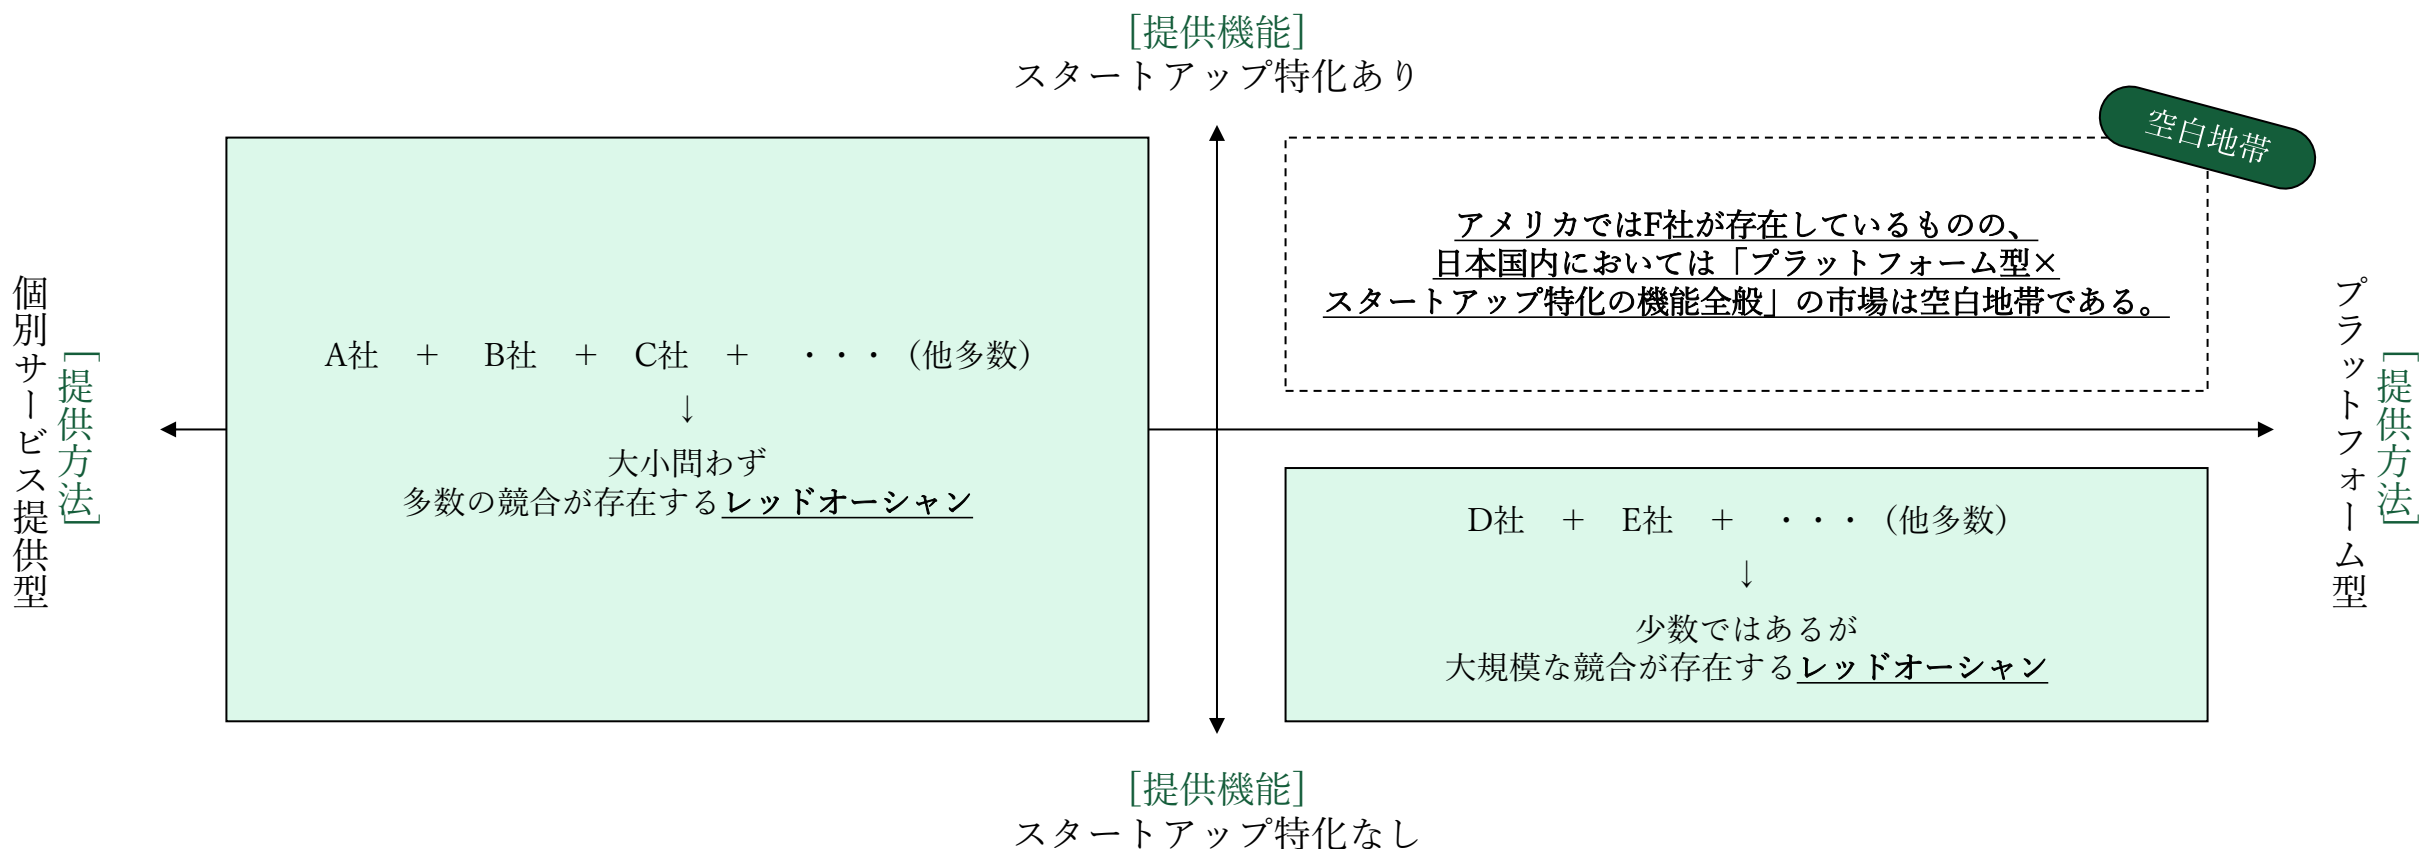 ［提供機能］
スタートアップ特化あり
空白地帯
［提供方法］
個別サービス提供型
A社　＋　B社　＋　C社　＋　・・・（他多数）
↓
大小問わず
多数の競合が存在するレッドオーシャン
アメリカではF社が存在しているものの、
日本国内においては「プラットフォーム型×
スタートアップ特化の機能全般」の市場は空白地帯である。
D社　＋　E社　＋　・・・（他多数）
↓
少数ではあるが
大規模な競合が存在するレッドオーシャン
［提供方法］
プラットフォーム型
［提供機能］
スタートアップ特化なし